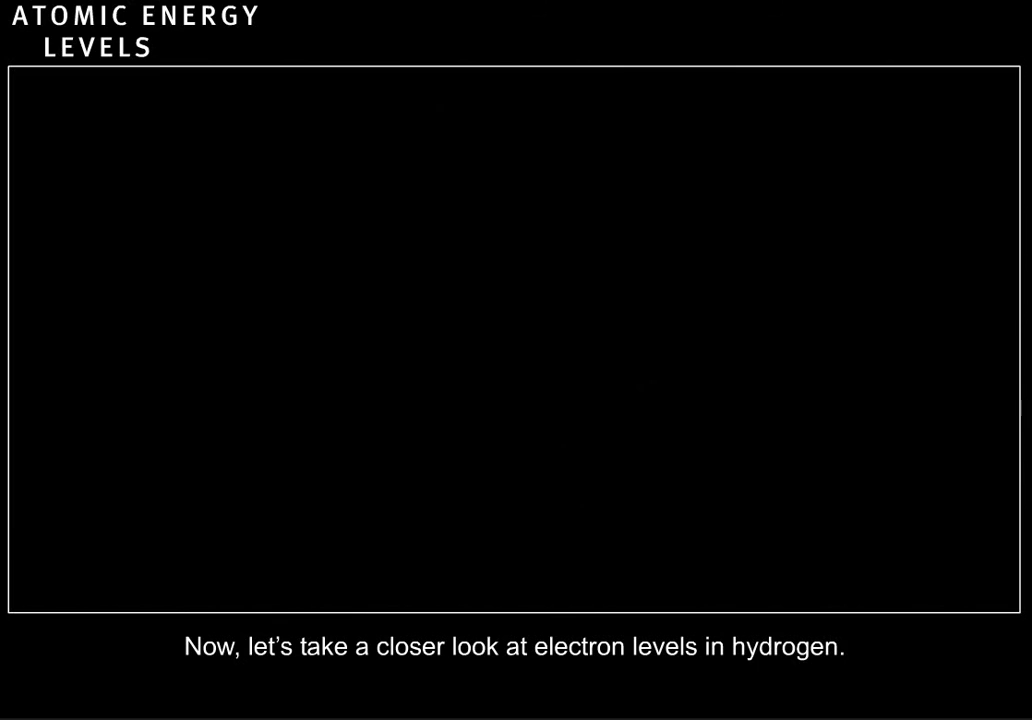 ATOMIC ENERGY
LEVELS
Now, let’s take a closer look at electron levels in hydrogen.